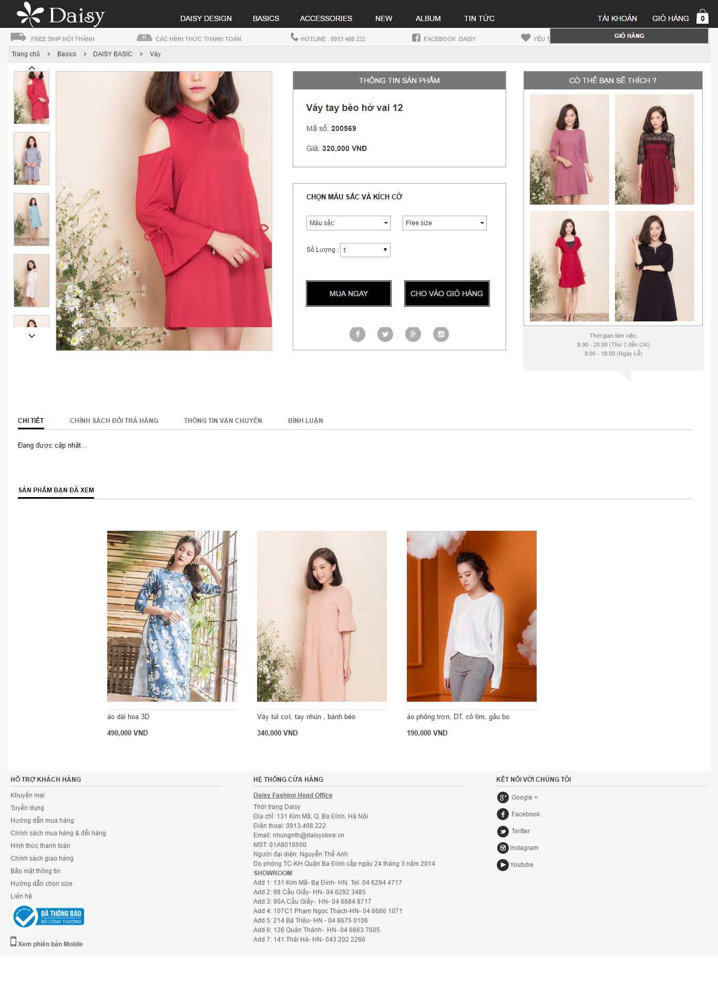 Daisy
DAISY DESIGN
BASICS
ACCESSORIES
NEW
ALBUM
TIN TỨC
TÀI KHOẢN
GIỎ HÀNG
0
FREE SHIP NỘI THÀNH
CÁC HÌNH THỨC THANH TOÁN
HOTLINE : 0913 408 222
FACEBOOK. DAISY
YÊU T
GIỎ HÀNG
Trang chủ
Basics
DAISY BASIC
Váy
THÔNG TIN SẢN PHẨM
Váy tay bèo hở vai 12
Mã số: 200569
Giá: 320,000 VNĐ
CHỌN MÀU SẮC VÀ KÍCH CỠ
Màu sắc
Free size
Số Lượng :
1
MUA NGAY
CHO VÀO GIỎ HÀNG
CÓ THỂ BẠN SẼ THÍCH ?
Thời gian làm việc:
8:00 - 20:00 (Thứ 2 đến CN)
9:00 - 18:00 (Ngày Lễ)
CHI TIẾT
CHÍNH SÁCH ĐỔI TRẢ HÀNG
THÔNG TIN VẬN CHUYỂN
BÌNH LUẬN
Đang được cập nhật...
SẢN PHẨM BẠN ĐÃ XEM
áo dài hoa 3D
490,000 VND
Váy túi cơi, tay nhún , bánh bèo
340,000 VND
áo phông trơn, DT, cổ tim, gấu bo
190,000 VND
HỖ TRỢ KHÁCH HÀNG
Khuyến mại
Tuyển dụng
Hướng dẫn mua hàng
Chính sách mua hàng & đổi hàng
Hình thức thanh toán
Chính sách giao hàng
Bảo mật thông tin
Hướng dẫn chọn size
Liên hệ
ONLINE.GOV.VN
ĐÃ THÔNG BÁO
BỘ CÔNG THƯƠNG
Xem phiên bản Mobile
HỆ THỐNG CỬA HÀNG
Daisy Fashion Head Office
Thời trang Daisy
Địa chỉ: 131 Kim Mã, Q. Ba Đình, Hà Nội
Điện thoại: 0913.408.222
Email: nhungnth@daisystore.vn
MST: 01A8016500
Người đại diện: Nguyễn Thế Anh
Do phòng TC-KH Quận Ba Đình cấp ngày 24 tháng 3 năm 2014
SHOWROOM
Add 1: 131 Kim Mã- Ba Đình- HN. Tel: 04 6294 4717
Add 2: 98 Cầu Giấy- HN- 04 6292 3485
Add 3: 90A Cầu Giấy-  HN- 04 6684 8717
Add 4: 107C1 Phạm Ngọc Thạch-HN- 04 6686 1071
Add 5: 214 Bà Triệu- HN - 04 6675 0106
Add 6: 126 Quán Thánh-  HN- 04 6663 7605
Add 7: 141 Thái Hà- HN- 043 202 2266
KẾT NỐI VỚI CHÚNG TÔI
Google +
Facebook
Twitter
Instagram
Youtube